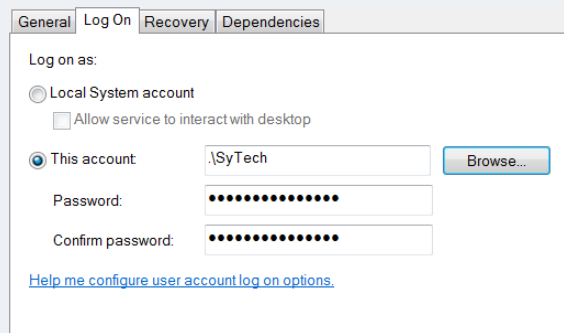 General Log On Recovery Dependencies
Log on as:
Local System account
Allow service to interact with desktop
This account: .\SyTech Browse...
Password: ●●●●●●●●●●●●●●●
Confirm password: ●●●●●●●●●●●●●●●
Help me configure user account log on options.